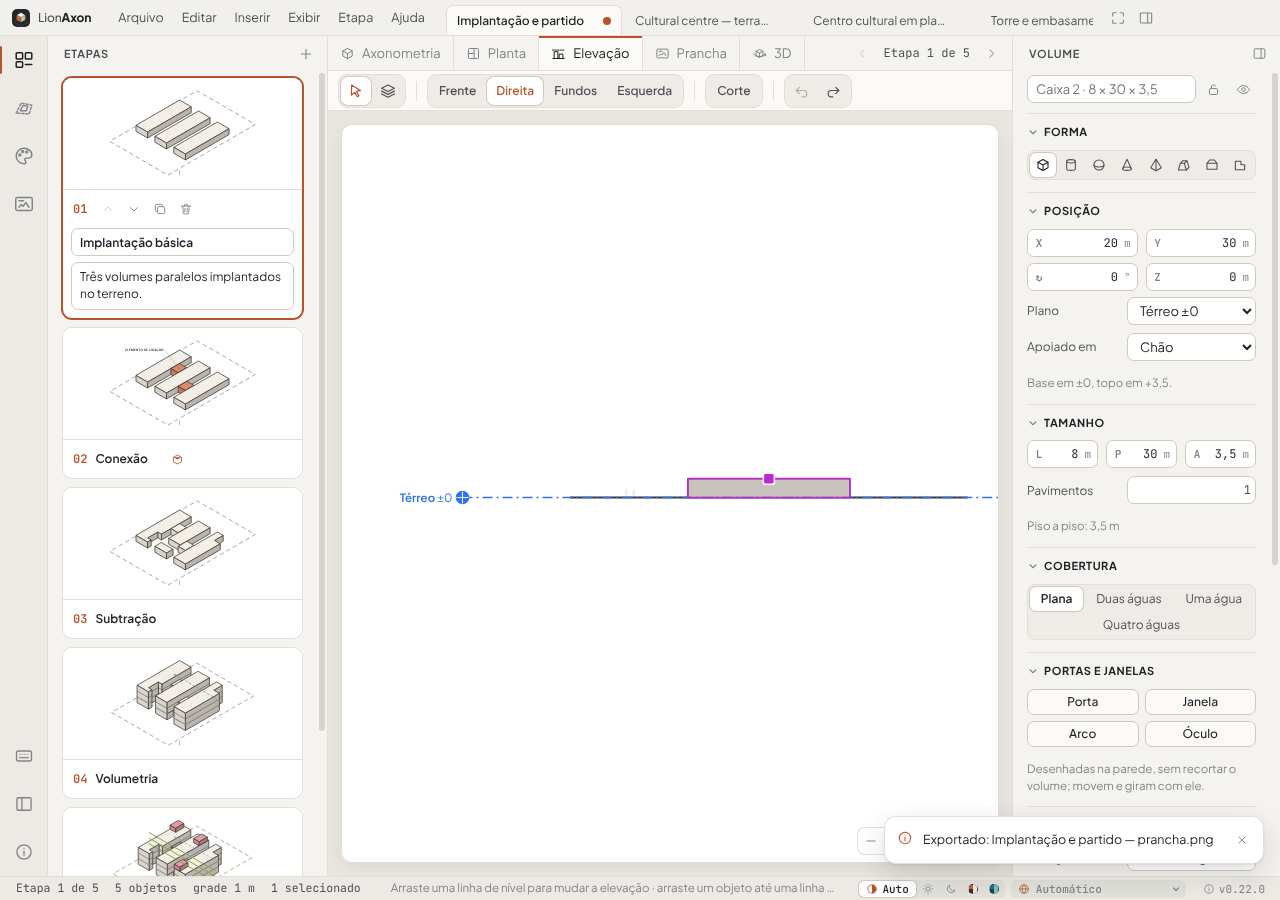 LionAxon
Arquivo Editar Inserir Exibir Etapa Ajuda
Implantação e partido
Cultural centre — terra…
Centro cultural em pla…
Torre e embasame
ETAPAS
Axonometria
Planta
Elevação
Prancha
3D
Etapa 1 de 5
VOLUME
Frente Direita Fundos Esquerda
Corte
Caixa 2 · 8 × 30 × 3,5
FORMA
POSIÇÃO
X 20 m
Y 30 m
↻ 0 °
Z 0 m
Plano Térreo ±0
Apoiado em Chão
Base em ±0, topo em +3,5.
TAMANHO
L 8 m
P 30 m
A 3,5 m
Pavimentos 1
Piso a piso: 3,5 m
COBERTURA
Plana Duas águas Uma água
Quatro águas
PORTAS E JANELAS
Porta Janela
Arco Óculo
Desenhadas na parede, sem recortar o
volume; movem e giram com ele.
01
Implantação básica
Três volumes paralelos implantados
no terreno.
ELEMENTO DE LIGAÇÃO
02 Conexão
03 Subtração
04 Volumetria
Térreo ±0
Exportado: Implantação e partido — prancha.png
Etapa 1 de 5 5 objetos grade 1 m 1 selecionado
Arraste uma linha de nível para mudar a elevação · arraste um objeto até uma linha …
Auto
Automático
v0.22.0